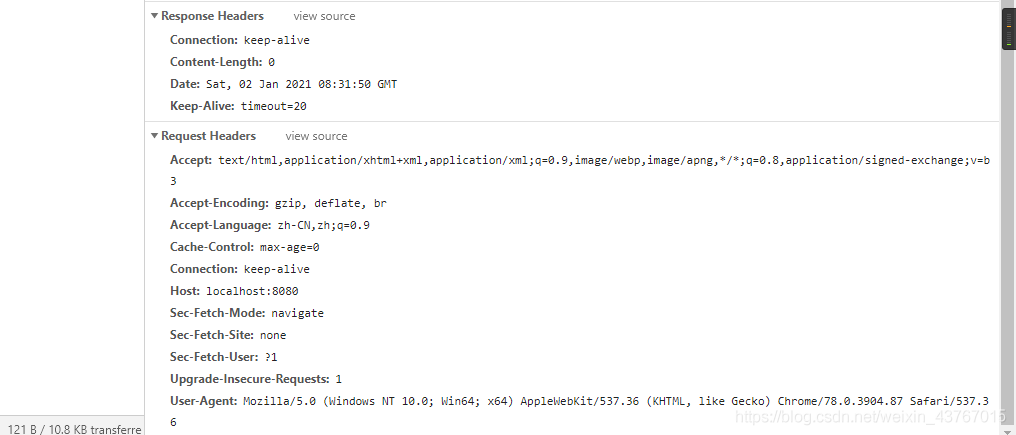 Response Headers view source
Connection: keep-alive
Content-Length: 0
Date: Sat, 02 Jan 2021 08:31:50 GMT
Keep-Alive: timeout=20
Request Headers view source
Accept: text/html,application/xhtml+xml,application/xml;q=0.9,image/webp,image/apng,*/*;q=0.8,application/signed-exchange;v=b
3
Accept-Encoding: gzip, deflate, br
Accept-Language: zh-CN,zh;q=0.9
Cache-Control: max-age=0
Connection: keep-alive
Host: localhost:8080
Sec-Fetch-Mode: navigate
Sec-Fetch-Site: none
Sec-Fetch-User: ?1
Upgrade-Insecure-Requests: 1
User-Agent: Mozilla/5.0 (Windows NT 10.0; Win64; x64) AppleWebKit/537.36 (KHTML, like Gecko) Chrome/78.0.3904.87 Safari/537.3
6
https://blog.csdn.net/weixin_43767015
121 B / 10.8 KB transferre